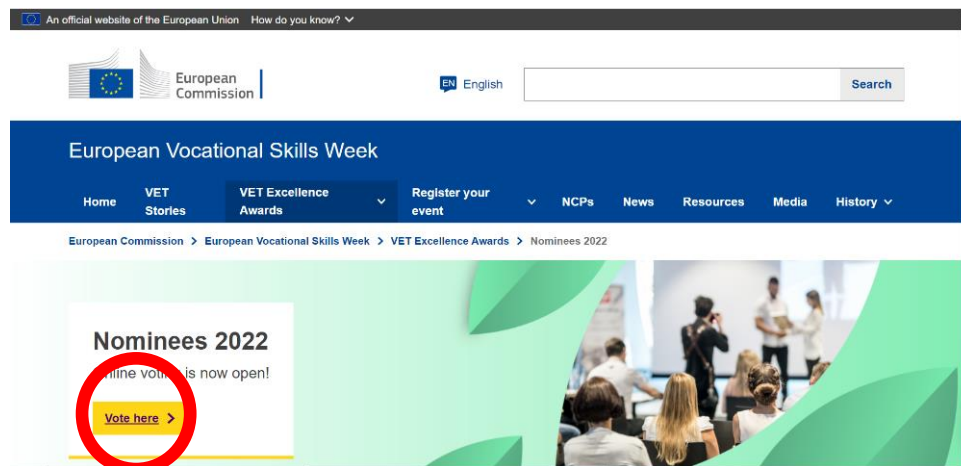 An official website of the European Union How do you know?
European
Commission
EN English
Search
European Vocational Skills Week
Home VET Stories VET Excellence Awards Register your event NCPs News Resources Media History
European Commission > European Vocational Skills Week > VET Excellence Awards > Nominees 2022
Nominees 2022
Online voting is now open!
Vote here >